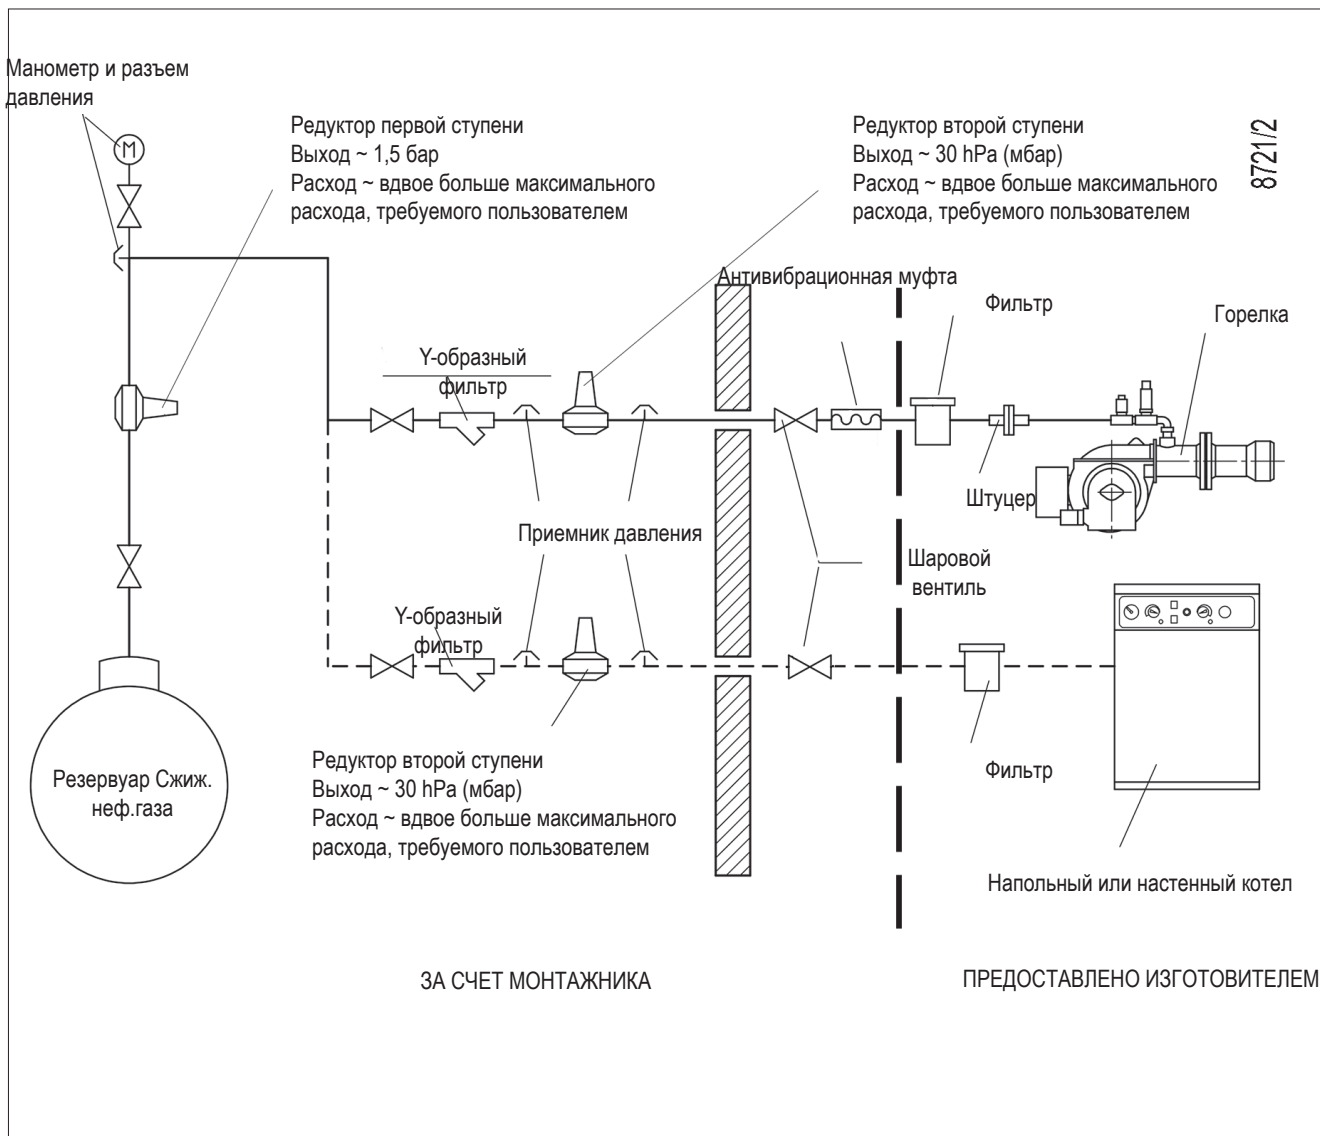 Манометр и разъем
давления
M
Редуктор первой ступени
Выход ~ 1,5 бар
Расход ~ вдвое больше максимального
расхода, требуемого пользователем
Редуктор второй ступени
Выход ~ 30 hPa (мбар)
Расход ~ вдвое больше максимального
расхода, требуемого пользователем
8721/2
Антивибрационная муфта
Фильтр
Горелка
Y-образный
фильтр
Штуцер
Приемник давления
Шаровой
вентиль
Y-образный
фильтр
Резервуар Сжиж.
неф.газа
Редуктор второй ступени
Выход ~ 30 hPa (мбар)
Расход ~ вдвое больше максимального
расхода, требуемого пользователем
Фильтр
Напольный или настенный котел
ЗА СЧЕТ МОНТАЖНИКА
ПРЕДОСТАВЛЕНО ИЗГОТОВИТЕЛЕМ